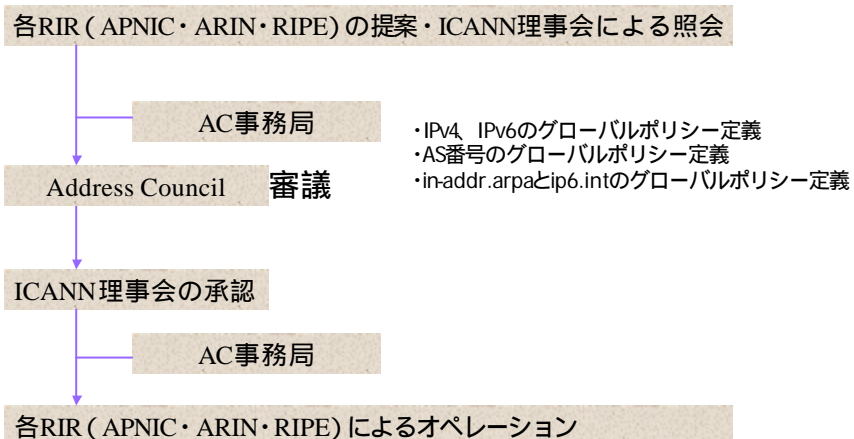 各RIR(APNIC・ARIN・RIPE)の提案・ICANN理事会による照会
AC事務局
・IPv4、IPv6のグローバルポリシー定義
・AS番号のグローバルポリシー定義
・in-addr.arpaとip6.intのグローバルポリシー定義
Address Council 審議
ICANN理事会の承認
AC事務局
各RIR(APNIC・ARIN・RIPE)によるオペレーション